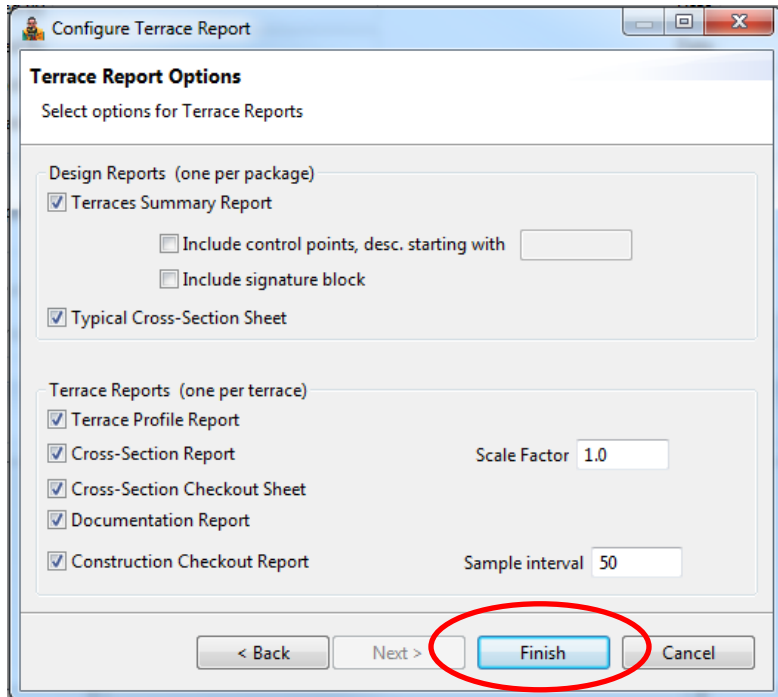 Configure Terrace Report
Terrace Report Options
Select options for Terrace Reports
Design Reports (one per package)
Terraces Summary Report
Include control points, desc. starting with
Include signature block
Typical Cross-Section Sheet
Terrace Reports (one per terrace)
Terrace Profile Report
Cross-Section Report Scale Factor 1.0
Cross-Section Checkout Sheet
Documentation Report
Construction Checkout Report Sample interval 50
< Back Next > Finish Cancel